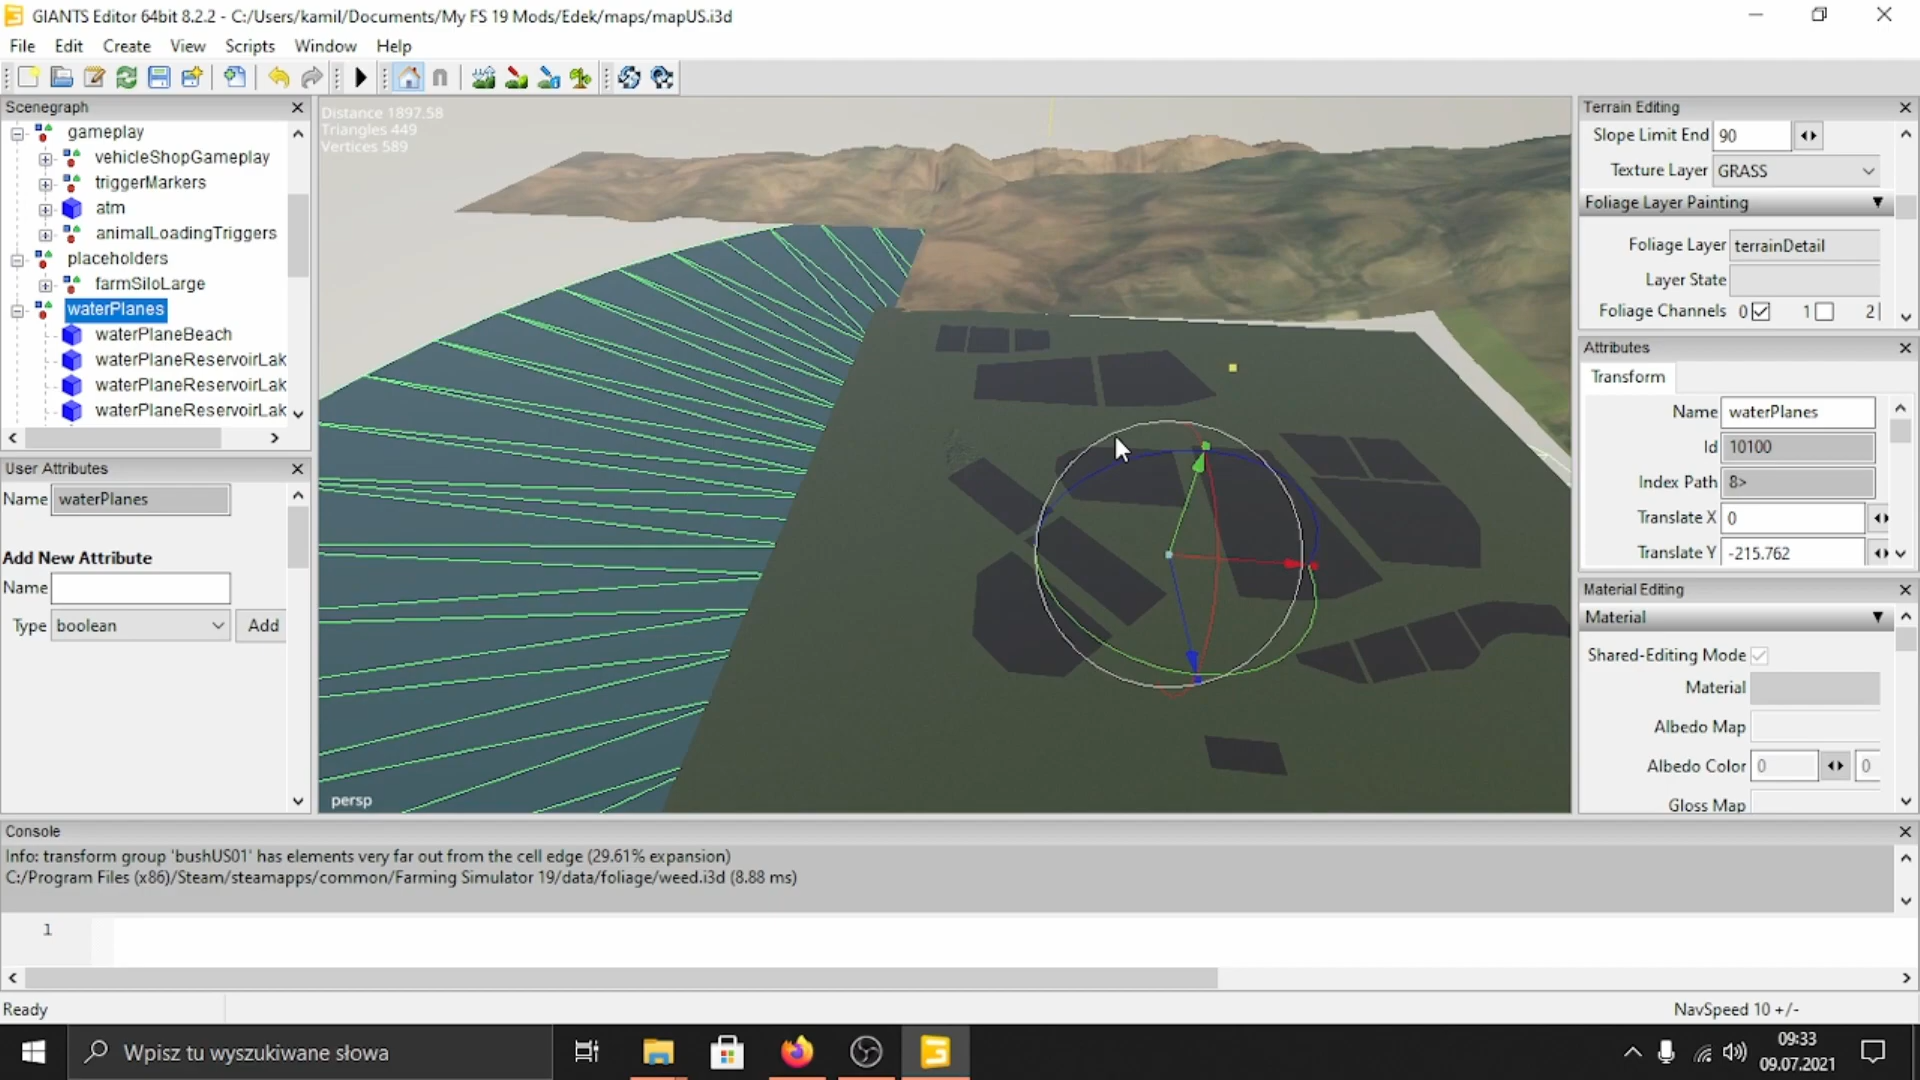 GIANTS Editor 64bit 8.2.2 - C:/Users/kamil/Documents/My FS 19 Mods/Edek/maps/mapUS.i3d
File Edit Create View Scripts Window Help
Scenegraph
gameplay
vehicleShopGameplay
triggerMarkers
atm
animalLoadingTriggers
placeholders
farmSiloLarge
waterPlanes
waterPlaneBeach
waterPlaneReservoirLak
waterPlaneReservoirLak
waterPlaneReservoirLak
User Attributes
Name waterPlanes
Add New Attribute
Name
Type boolean Add
Distance 1897.58
Triangles 449
Vertices 589
persp
Terrain Editing
Slope Limit End 90
Texture Layer GRASS
Foliage Layer Painting
Foliage Layer terrainDetail
Layer State
Foliage Channels 0 1 2
Attributes
Transform
Name waterPlanes
Id 10100
Index Path 8>
Translate X 0
Translate Y -215.762
Material Editing
Material
Shared-Editing Mode
Material
Albedo Map
Albedo Color 0 0
Gloss Map
Console
Info: transform group 'bushUS01' has elements very far out from the cell edge (29.61% expansion)
C:/Program Files (x86)/Steam/steamapps/common/Farming Simulator 19/data/foliage/weed.i3d (8.88 ms)
1
Ready
NavSpeed 10 +/-
Wpisz tu wyszukiwane słowa
09:33
09.07.2021